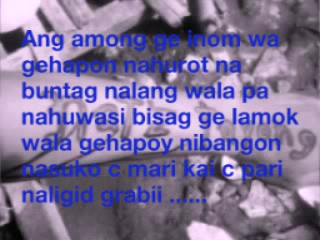 Ang among ge inom wa
gehapon nahurot na
buntag nalang wala pa
nahuwasi bisag ge lamok
wala gehapoy nibangon
nasuko c mari kai c pari
naligid grabii ......